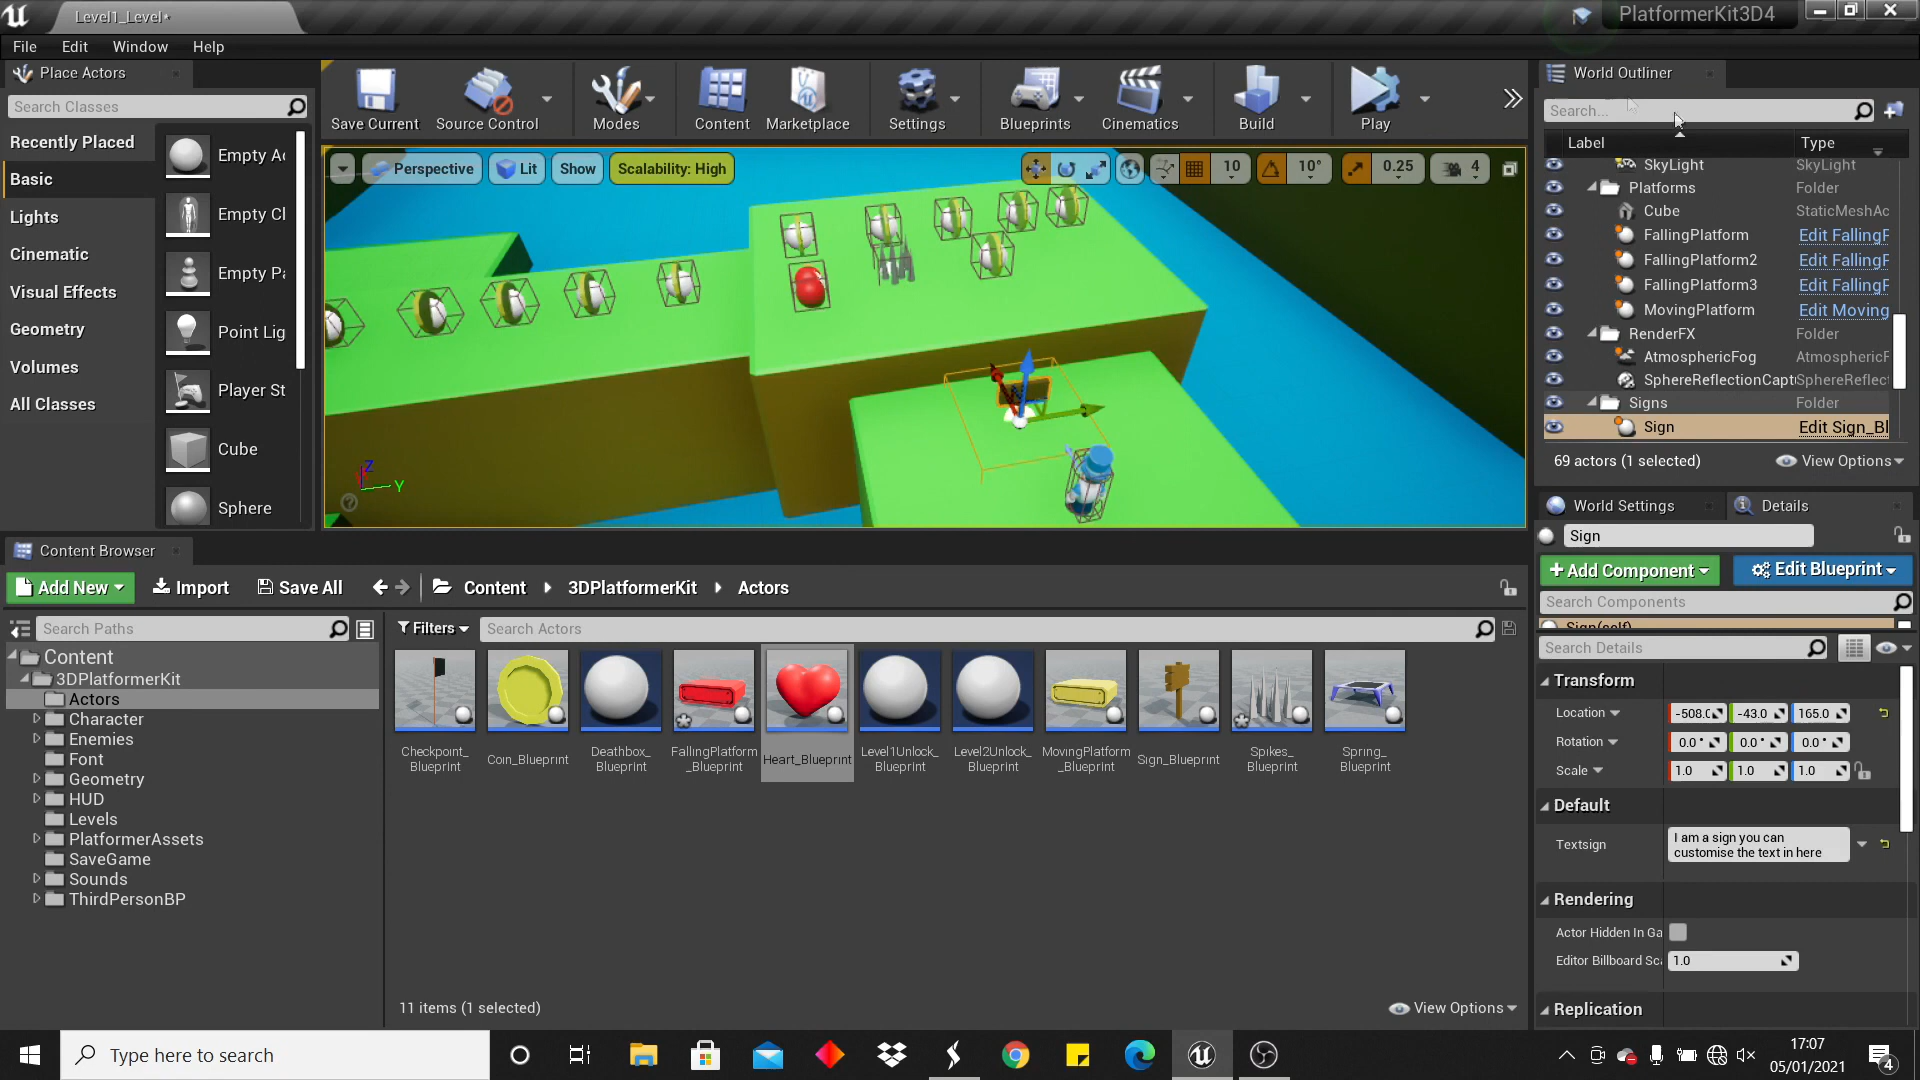 Level1_Level*
PlatformerKit3D4
File Edit Window Help
Place Actors
Search Classes
Recently Placed
Basic
Lights
Cinematic
Visual Effects
Geometry
Volumes
All Classes
Empty Ac
Empty Cl
Empty Pa
Point Lig
Player St
Cube
Sphere
Save Current
Source Control
Modes
Content
Marketplace
Settings
Blueprints
Cinematics
Build
Play
Perspective
Lit
Show
Scalability: High
10
10°
0.25
4
Z
Y
World Outliner
Search...
Label Type
SkyLight SkyLight
Platforms Folder
Cube StaticMeshAc
FallingPlatform Edit FallingF
FallingPlatform2 Edit FallingF
FallingPlatform3 Edit FallingF
MovingPlatform Edit Moving
RenderFX Folder
AtmosphericFog AtmosphericF
SphereReflectionCapt SphereReflec
Signs Folder
Sign Edit Sign_Bl
69 actors (1 selected)
View Options
World Settings
Details
Sign
+ Add Component
Edit Blueprint
Search Components
Sign(self)
Search Details
Transform
Location -508.0 -43.0 165.0
Rotation 0.0° 0.0° 0.0°
Scale 1.0 1.0 1.0
Default
Textsign
I am a sign you can
customise the text in here
Rendering
Actor Hidden In Ga
Editor Billboard Sca 1.0
Replication
Content Browser
Add New
Import
Save All
Content
3DPlatformerKit
Actors
Search Paths
Filters
Search Actors
Content
3DPlatformerKit
Actors
Character
Enemies
Font
Geometry
HUD
Levels
PlatformerAssets
SaveGame
Sounds
ThirdPersonBP
Checkpoint_
Blueprint
Coin_Blueprint
Deathbox_
Blueprint
FallingPlatform
_Blueprint
Heart_Blueprint
Level1Unlock_
Blueprint
Level2Unlock_
Blueprint
MovingPlatform
_Blueprint
Sign_Blueprint
Spikes_
Blueprint
Spring_
Blueprint
11 items (1 selected)
View Options
Type here to search
17:07
05/01/2021
4